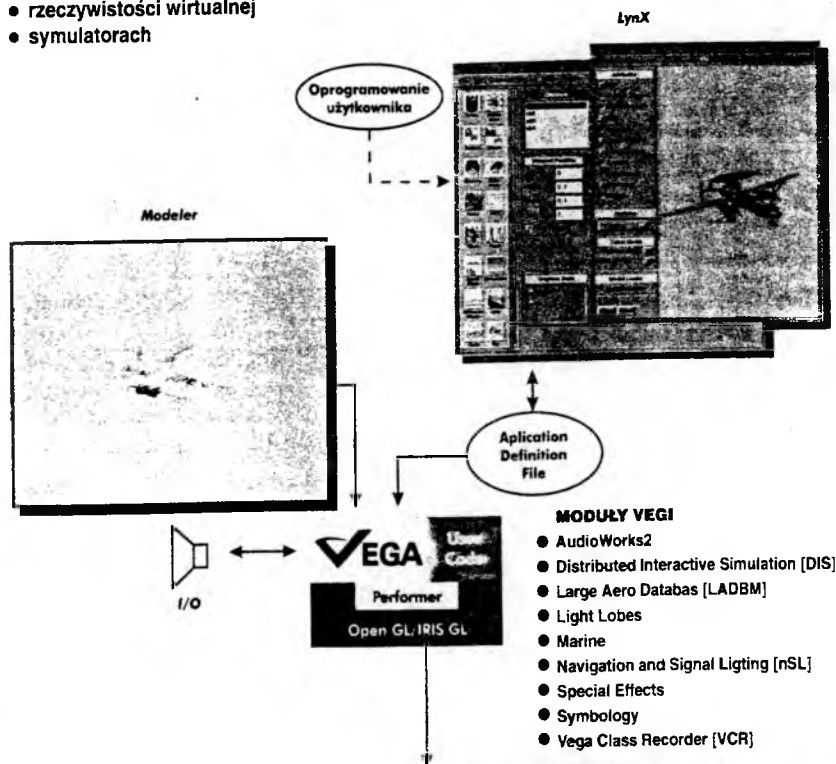 ● rzeczywistości wirtualnej
● symulatorach
LynX
Oprogramowanie
użytkownika
Modeler
Aplication
Definition
File
I/O
VEGA
User
Code
Performer
Open GL/IRIS GL
MODUŁY VEGI
● AudioWorks2
● Distributed Interactive Simulation [DIS]
● Large Aero Databas [LADBM]
● Light Lobes
● Marine
● Navigation and Signal Ligting [nSL]
● Special Effects
● Symbology
● Vega Class Recorder [VCR]